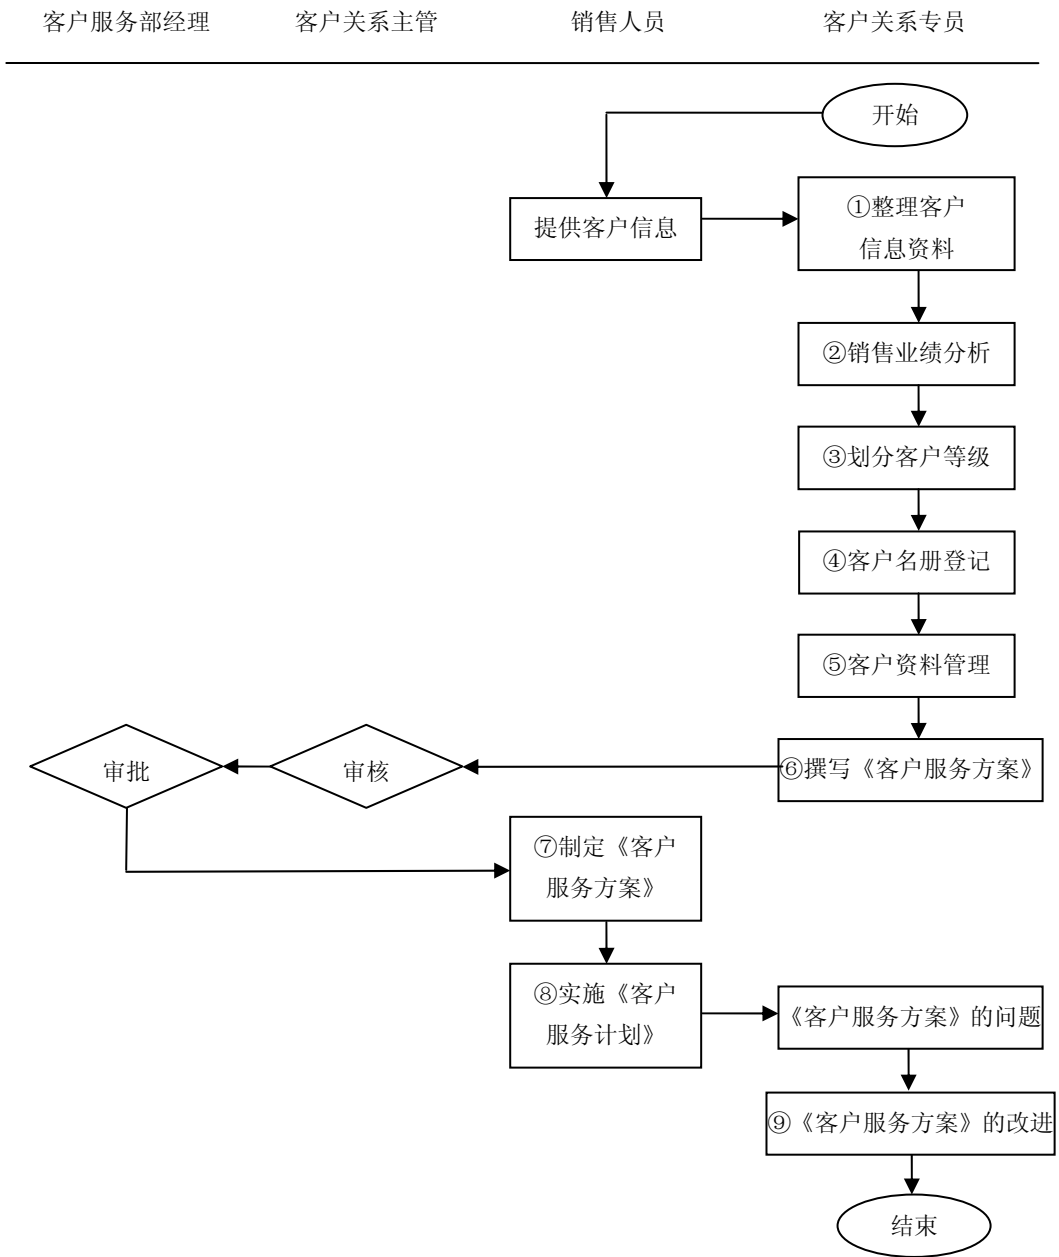 客户服务部经理
客户关系主管
销售人员
客户关系专员
开始
提供客户信息
①整理客户
信息资料
②销售业绩分析
③划分客户等级
④客户名册登记
⑤客户资料管理
审批
审核
⑥撰写《客户服务方案》
⑦制定《客户
服务方案》
⑧实施《客户
服务计划》
《客户服务方案》的问题
⑨《客户服务方案》的改进
结束